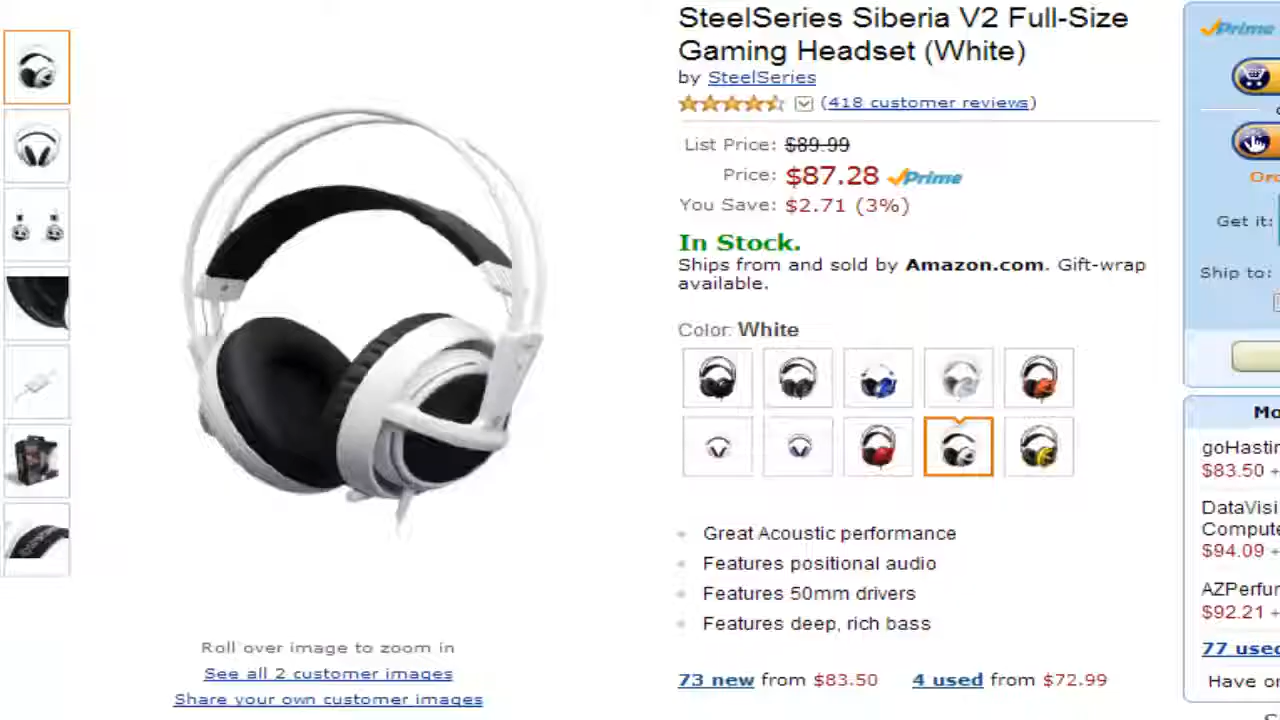 SteelSeries Siberia V2 Full-Size
Gaming Headset (White)
by SteelSeries
(418 customer reviews)
List Price: $89.99
Price: $87.28 Prime
You Save: $2.71 (3%)
In Stock.
Ships from and sold by Amazon.com. Gift-wrap
available.
Color: White
Great Acoustic performance
Features positional audio
Features 50mm drivers
Features deep, rich bass
73 new from $83.50 4 used from $72.99
Roll over image to zoom in
See all 2 customer images
Share your own customer images
Prime
Get it:
Ship to:
$83.50 +
$94.09 +
$92.21 +
77 used
Have